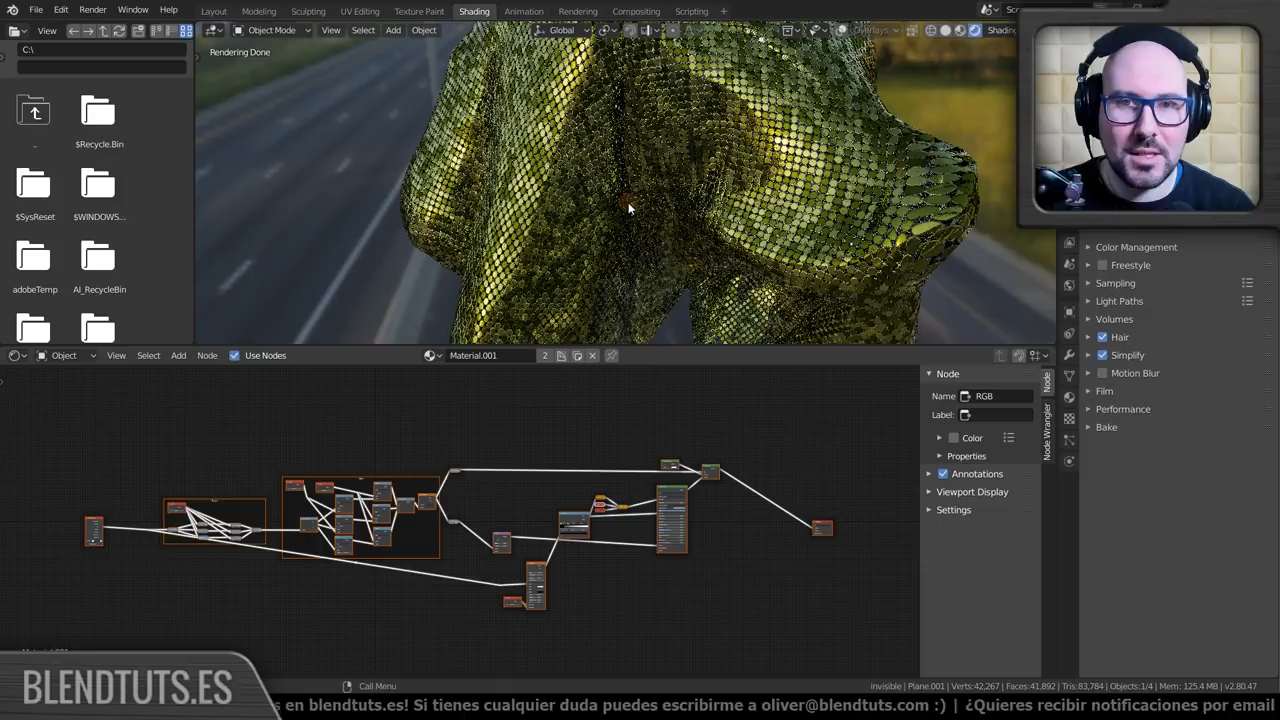 File Edit Render Window Help
Layout Modeling Sculpting UV Editing Texture Paint Shading Animation Rendering Compositing Scripting
View
Object Mode View Select Add Object Global Overlays Shading
C:\
Rendering Done
..
$Recycle.Bin
$SysReset
$WINDOWS...
adobeTemp
AI_RecycleBin
Color Management
Freestyle
Sampling
Light Paths
Volumes
Hair
Simplify
Motion Blur
Film
Performance
Bake
Object View Select Add Node Use Nodes Material.001 2
Node
Name RGB
Label:
Color
Properties
Annotations
Viewport Display
Settings
Node
Node Wrangler
BLENDTUTS.ES
Call Menu
invisible | Plane.001 | Verts:42,267 | Faces:41,892 | Tris:83,784 | Objects:1/4 | Mem: 125.4 MB | v2.80.47
s en blendtuts.es! Si tienes cualquier duda puedes escribirme a oliver@blendtuts.com :) | ¿Quieres recibir notificaciones por email